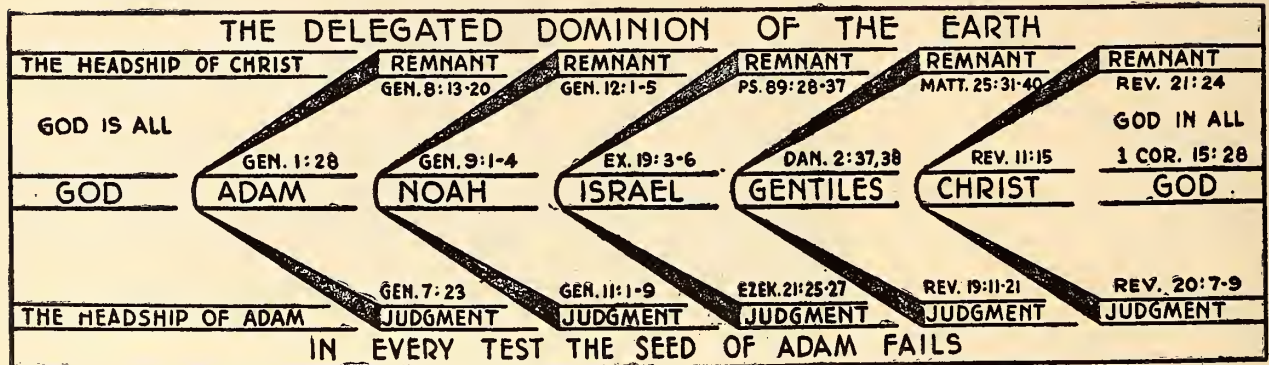 THE DELEGATED DOMINION OF THE EARTH
THE HEADSHIP OF CHRIST REMNANT REMNANT REMNANT REMNANT REMNANT
GEN. 8:13-20 GEN. 12:1-5 PS. 89:28-37 MATT. 25:31-40 REV. 21:24
GOD IS ALL GOD IN ALL
GEN. 1:28 GEN. 9:1-4 EX. 19:3-6 DAN. 2:37,38 REV. 11:15 1 COR. 15:28
GOD ADAM NOAH ISRAEL GENTILES CHRIST GOD.
GEN. 7:23 GEN. 11:1-9 EZEK. 21:25-27 REV. 19:11-21 REV. 20:7-9
THE HEADSHIP OF ADAM JUDGMENT JUDGMENT JUDGMENT JUDGMENT JUDGMENT
IN EVERY TEST THE SEED OF ADAM FAILS